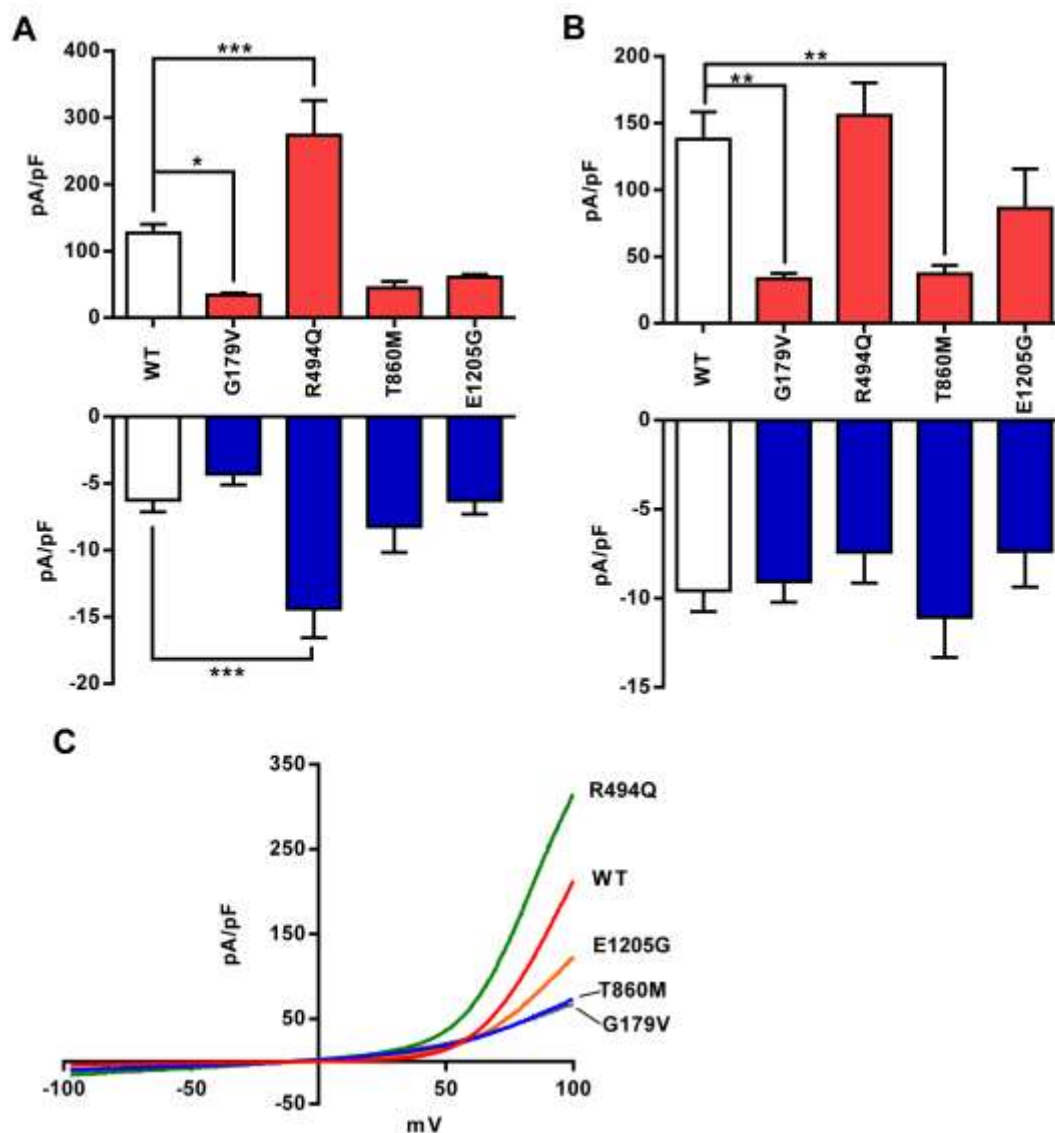 A
400
300
200
100
0
pA/pF
***
*
WT
G179V
R494Q
T860M
E1205G
0
-5
-10
-15
-20
pA/pF
***
B
200
150
100
50
0
pA/pF
**
**
WT
G179V
R494Q
T860M
E1205G
0
-5
-10
-15
pA/pF
C
350
250
150
50
-50
pA/pF
-100
-50
50
100
mV
R494Q
WT
E1205G
T860M
G179V